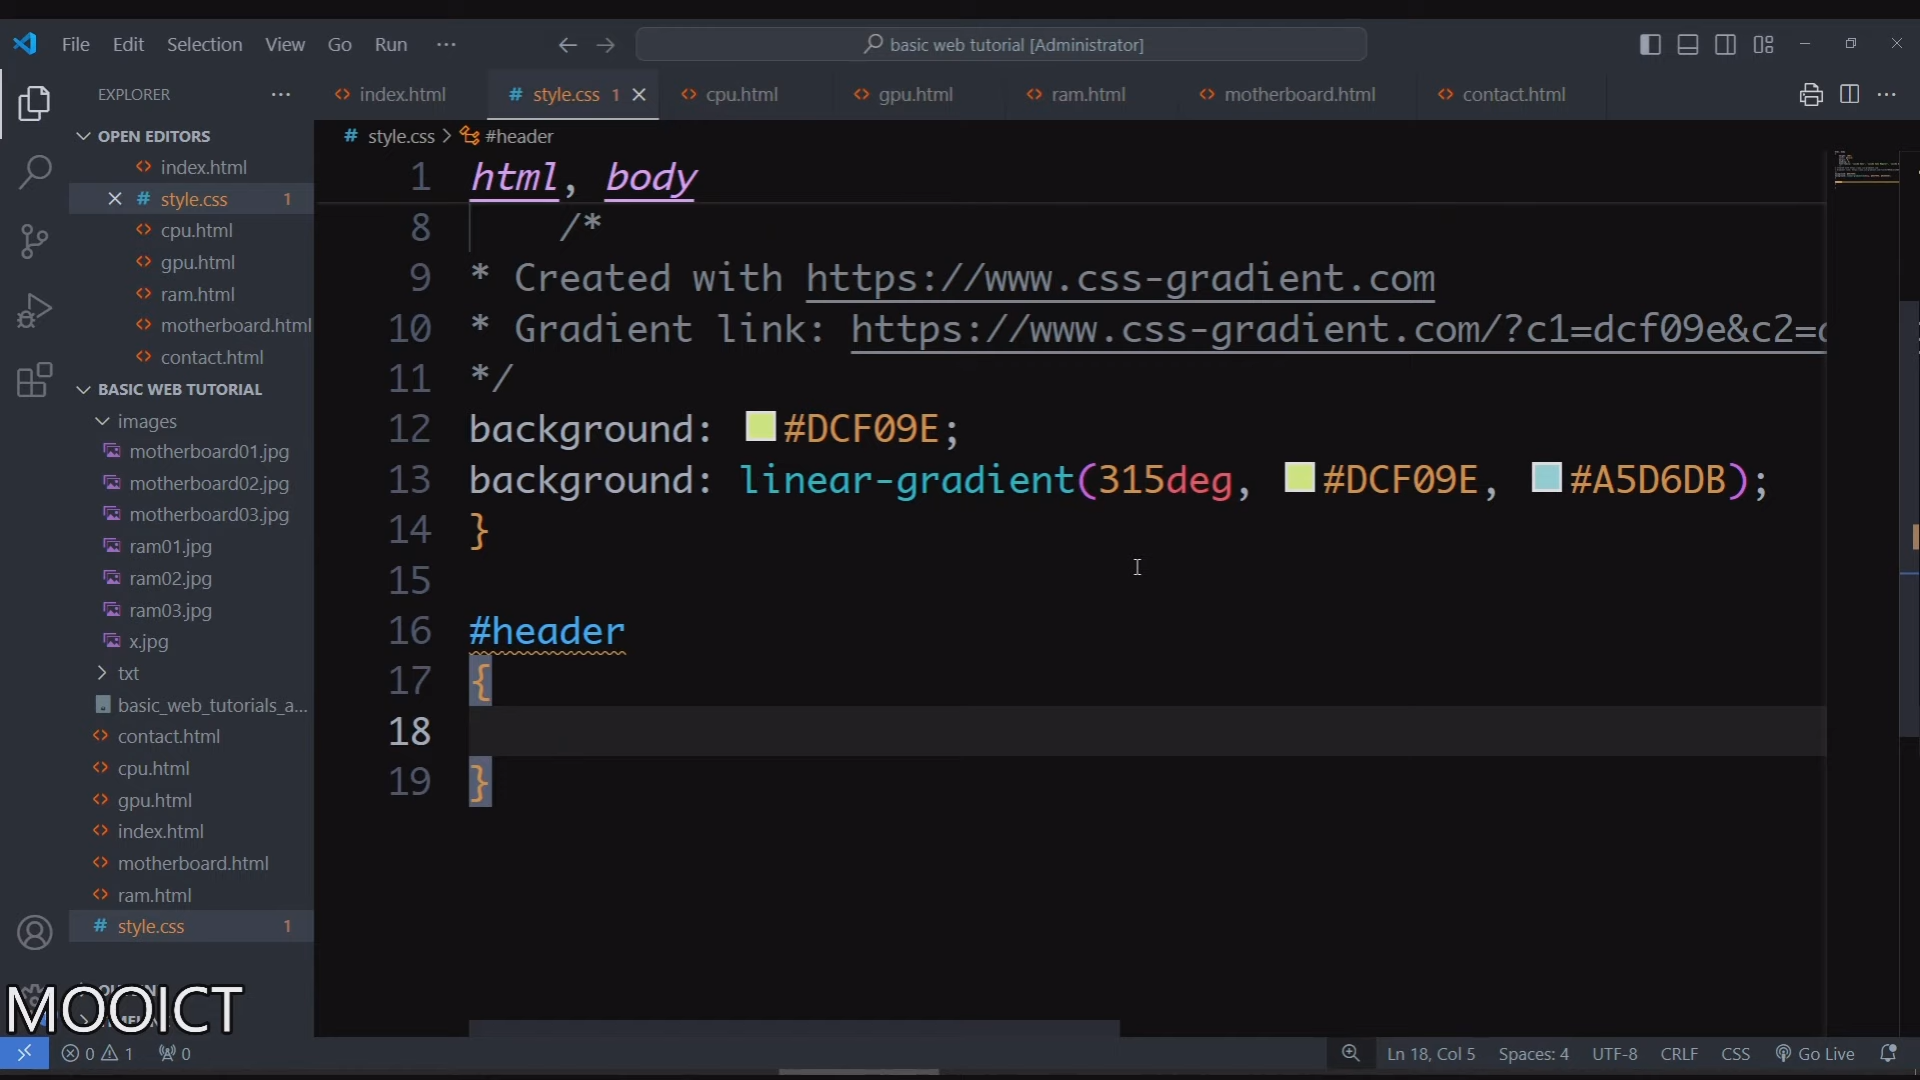 File Edit Selection View Go Run ···
basic web tutorial [Administrator]
EXPLORER
index.html style.css 1 cpu.html gpu.html ram.html motherboard.html contact.html
OPEN EDITORS
index.html
style.css 1
cpu.html
gpu.html
ram.html
motherboard.html
contact.html
BASIC WEB TUTORIAL
images
motherboard01.jpg
motherboard02.jpg
motherboard03.jpg
ram01.jpg
ram02.jpg
ram03.jpg
x.jpg
txt
basic_web_tutorials_a...
contact.html
cpu.html
gpu.html
index.html
motherboard.html
ram.html
style.css 1
MOOICT
# style.css > #header
1 html, body
8 /*
9 * Created with https://www.css-gradient.com
10 * Gradient link: https://www.css-gradient.com/?c1=dcf09e&c2=
11 */
12 background: #DCF09E;
13 background: linear-gradient(315deg, #DCF09E, #A5D6DB);
14 }
15
16 #header
17 {
18
19 }
0 1 0
Ln 18, Col 5 Spaces: 4 UTF-8 CRLF CSS Go Live